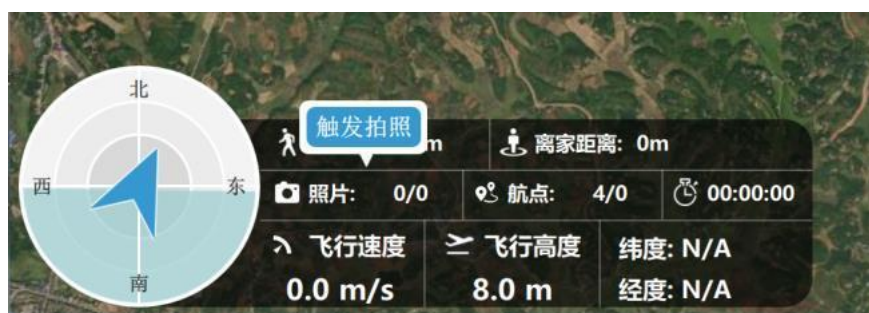 北
西
东
南
触发拍照
m
离家距离: 0m
照片: 0/0
航点: 4/0
00:00:00
飞行速度
0.0 m/s
飞行高度
8.0 m
纬度: N/A
经度: N/A